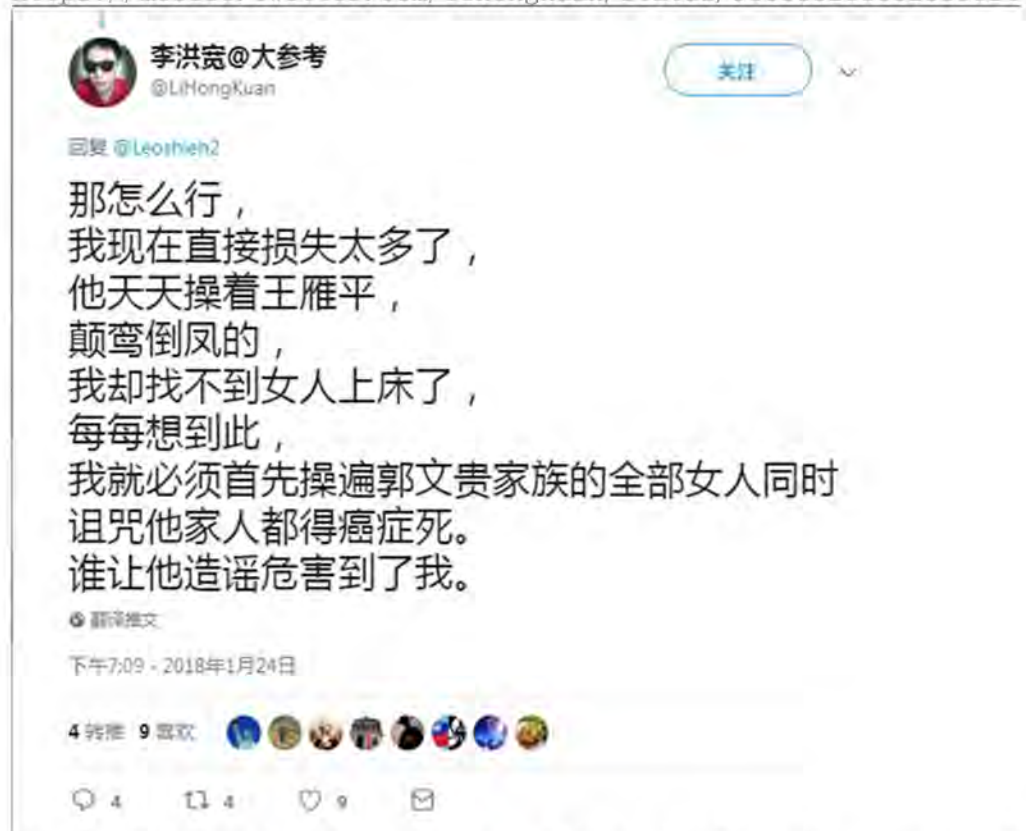 李洪宽@大参考
@LiHongKuan
关注
回复 @Leoshieh2
那怎么行，
我现在直接损失太多了，
他天天操着王雁平，
颠鸾倒凤的，
我却找不到女人上床了，
每每想到此，
我就必须首先操遍郭文贵家族的全部女人同时
诅咒他家人都得癌症死。
谁让他造谣危害到了我。
翻译推文
下午7:09 - 2018年1月24日
4 转推 9 喜欢
4 4 9